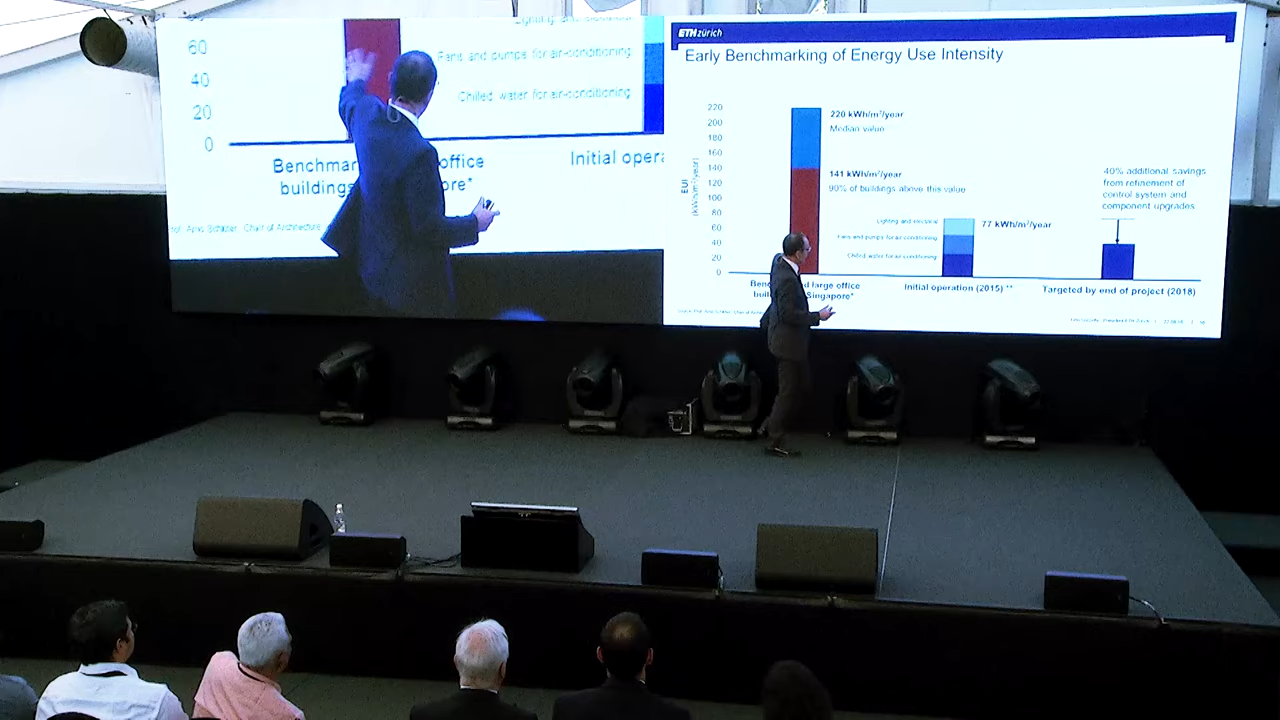 60
40
20
0
Fans and pumps for air-conditioning
Chilled water for air-conditioning
Benchmar
office
buildings
ore*
Initial opera
ETH zürich
Early Benchmarking of Energy Use Intensity
EUI
(kWh/m²/year)
220
200
180
160
140
120
100
80
60
40
20
0
220 kWh/m²/year
Median value
141 kWh/m²/year
90% of buildings above this value
Lighting and electrical
Fans and pumps for air-conditioning
Chilled water for air-conditioning
77 kWh/m²/year
40% additional savings
from refinement of
control system and
component upgrades
large office
Singapore*
Initial operation (2015) **
Targeted by end of project (2018)